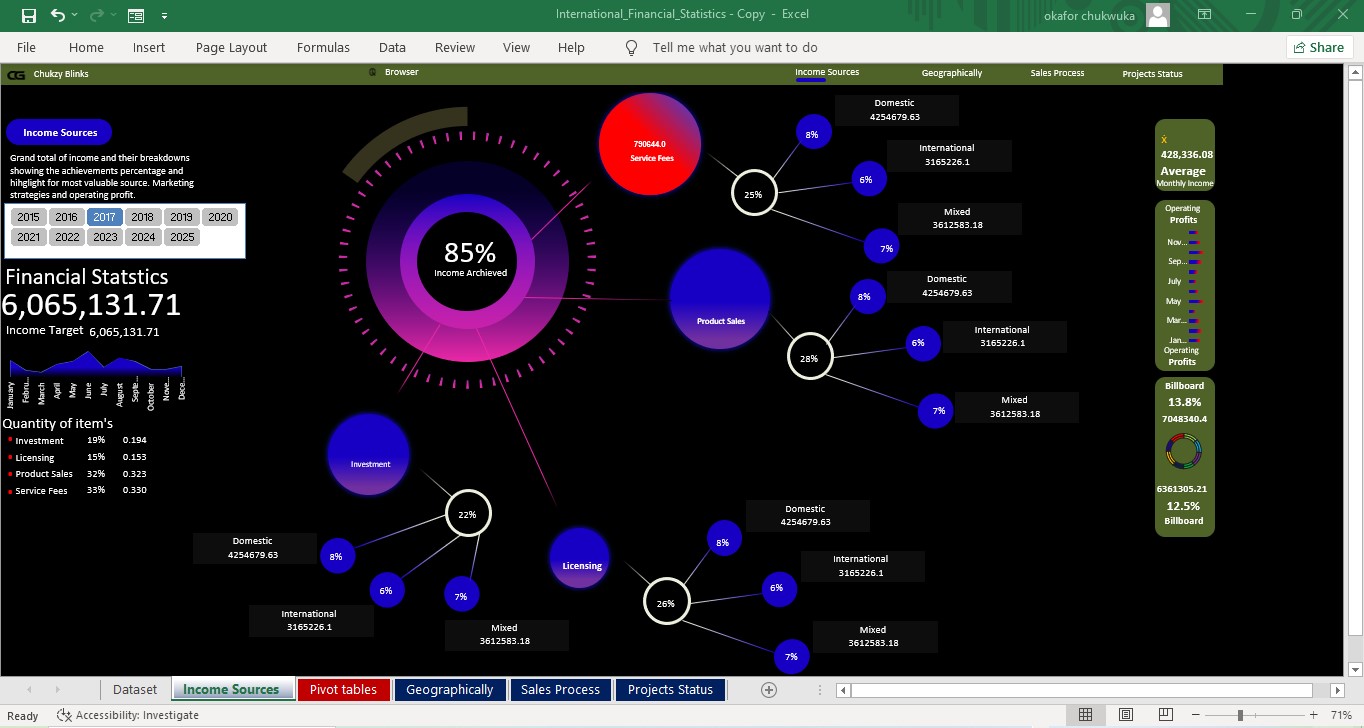 International_Financial_Statistics - Copy - Excel
okafor chukwuka
File Home Insert Page Layout Formulas Data Review View Help Tell me what you want to do
Share
CG Chukzy Blinks
Browser
Income Sources Geographically Sales Process Projects Status
Income Sources
Grand total of income and their breakdowns
showing the achievements percentage and
hihglight for most valuable source. Marketing
strategies and operating profit.
2015 2016 2017 2018 2019 2020
2021 2022 2023 2024 2025
Financial Statstics
6,065,131.71
Income Target 6,065,131.71
January Febru... March April May June July August Septe... October Nove... Dece...
Quantity of item's
Investment 19% 0.194
Licensing 15% 0.153
Product Sales 32% 0.323
Service Fees 33% 0.330
85%
Income Archieved
790644.0
Service Fees
25%
8%
Domestic
4254679.63
6%
International
3165226.1
7%
Mixed
3612583.18
Product Sales
28%
8%
Domestic
4254679.63
6%
International
3165226.1
7%
Mixed
3612583.18
Investment
22%
8%
Domestic
4254679.63
6%
International
3165226.1
7%
Mixed
3612583.18
Licensing
26%
8%
Domestic
4254679.63
6%
International
3165226.1
7%
Mixed
3612583.18
x̄
428,336.08
Average
Monthly Income
Operating
Profits
Nov...
Sep...
July
May
Mar...
Jan...
Operating
Profits
Billboard
13.8%
7048340.4
6361305.21
12.5%
Billboard
Dataset Income Sources Pivot tables Geographically Sales Process Projects Status
Ready Accessibility: Investigate
71%